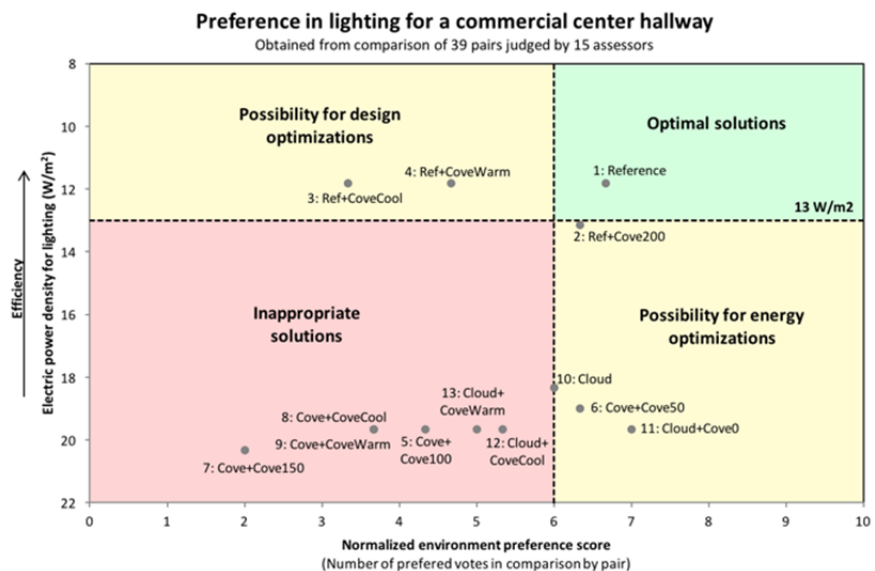 Preference in lighting for a commercial center hallway
Obtained from comparison of 39 pairs judged by 15 assessors
Efficiency
Electric power density for lighting (W/m²)
8
10
12
14
16
18
20
22
Possibility for design
optimizations
Optimal solutions
4: Ref+CoveWarm
1: Reference
3: Ref+CoveCool
13 W/m2
2: Ref+Cove200
Inappropriate
solutions
Possibility for energy
optimizations
10: Cloud
13: Cloud+
CoveWarm
6: Cove+Cove50
8: Cove+CoveCool
11: Cloud+Cove0
9: Cove+CoveWarm
5: Cove+
Cove100
12: Cloud+
CoveCool
7: Cove+Cove150
0 1 2 3 4 5 6 7 8 9 10
Normalized environment preference score
(Number of prefered votes in comparison by pair)